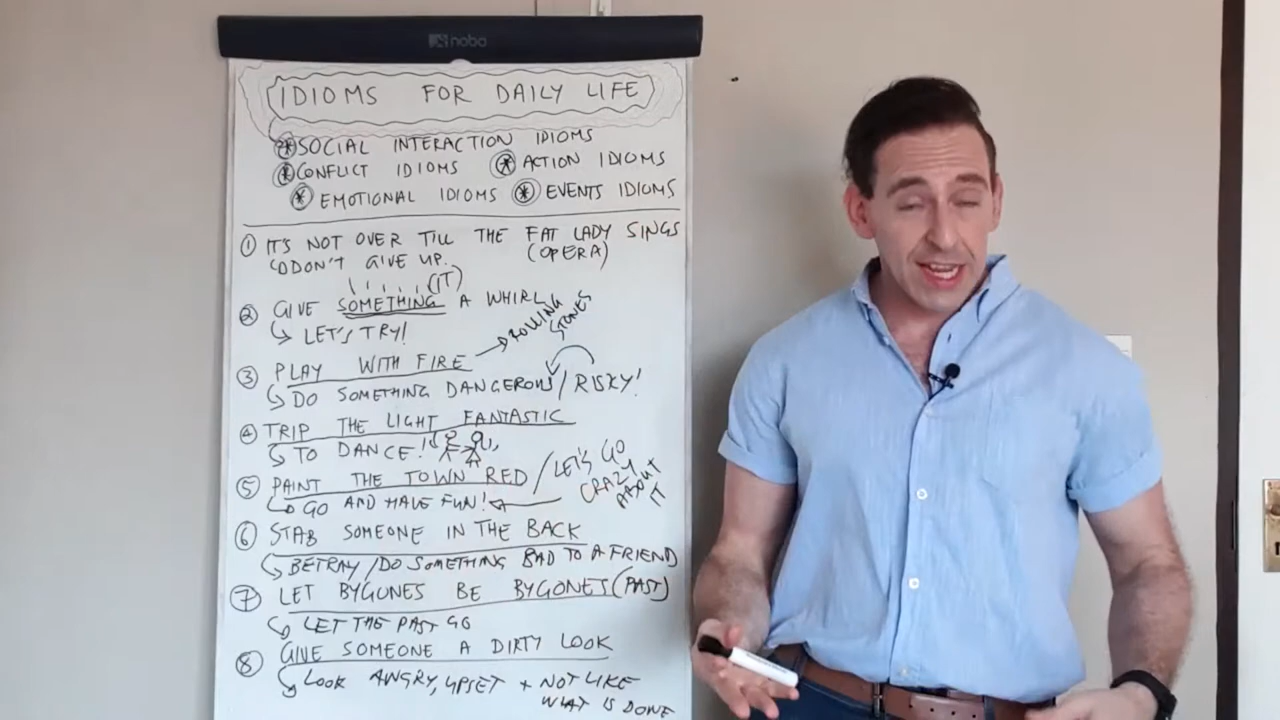 nobo
IDIOMS FOR DAILY LIFE
* SOCIAL INTERACTION IDIOMS
* CONFLICT IDIOMS * ACTION IDIOMS
* EMOTIONAL IDIOMS * EVENTS IDIOMS
① IT'S NOT OVER TILL THE FAT LADY SINGS
DON'T GIVE UP. (OPERA)
(IT)
② GIVE SOMETHING A WHIRL
↳ LET'S TRY!
③ PLAY WITH FIRE → ROLLING STONES
↳ DO SOMETHING DANGEROUS / RISKY!
④ TRIP THE LIGHT FANTASTIC
↳ TO DANCE!
⑤ PAINT THE TOWN RED / LET'S GO CRAZY ABOUT IT
↳ GO AND HAVE FUN!
⑥ STAB SOMEONE IN THE BACK
↳ BETRAY / DO SOMETHING BAD TO A FRIEND
⑦ LET BYGONES BE BYGONES (PAST)
↳ LET THE PAST GO
⑧ GIVE SOMEONE A DIRTY LOOK
↳ LOOK ANGRY, UPSET + NOT LIKE
WHAT IS DONE